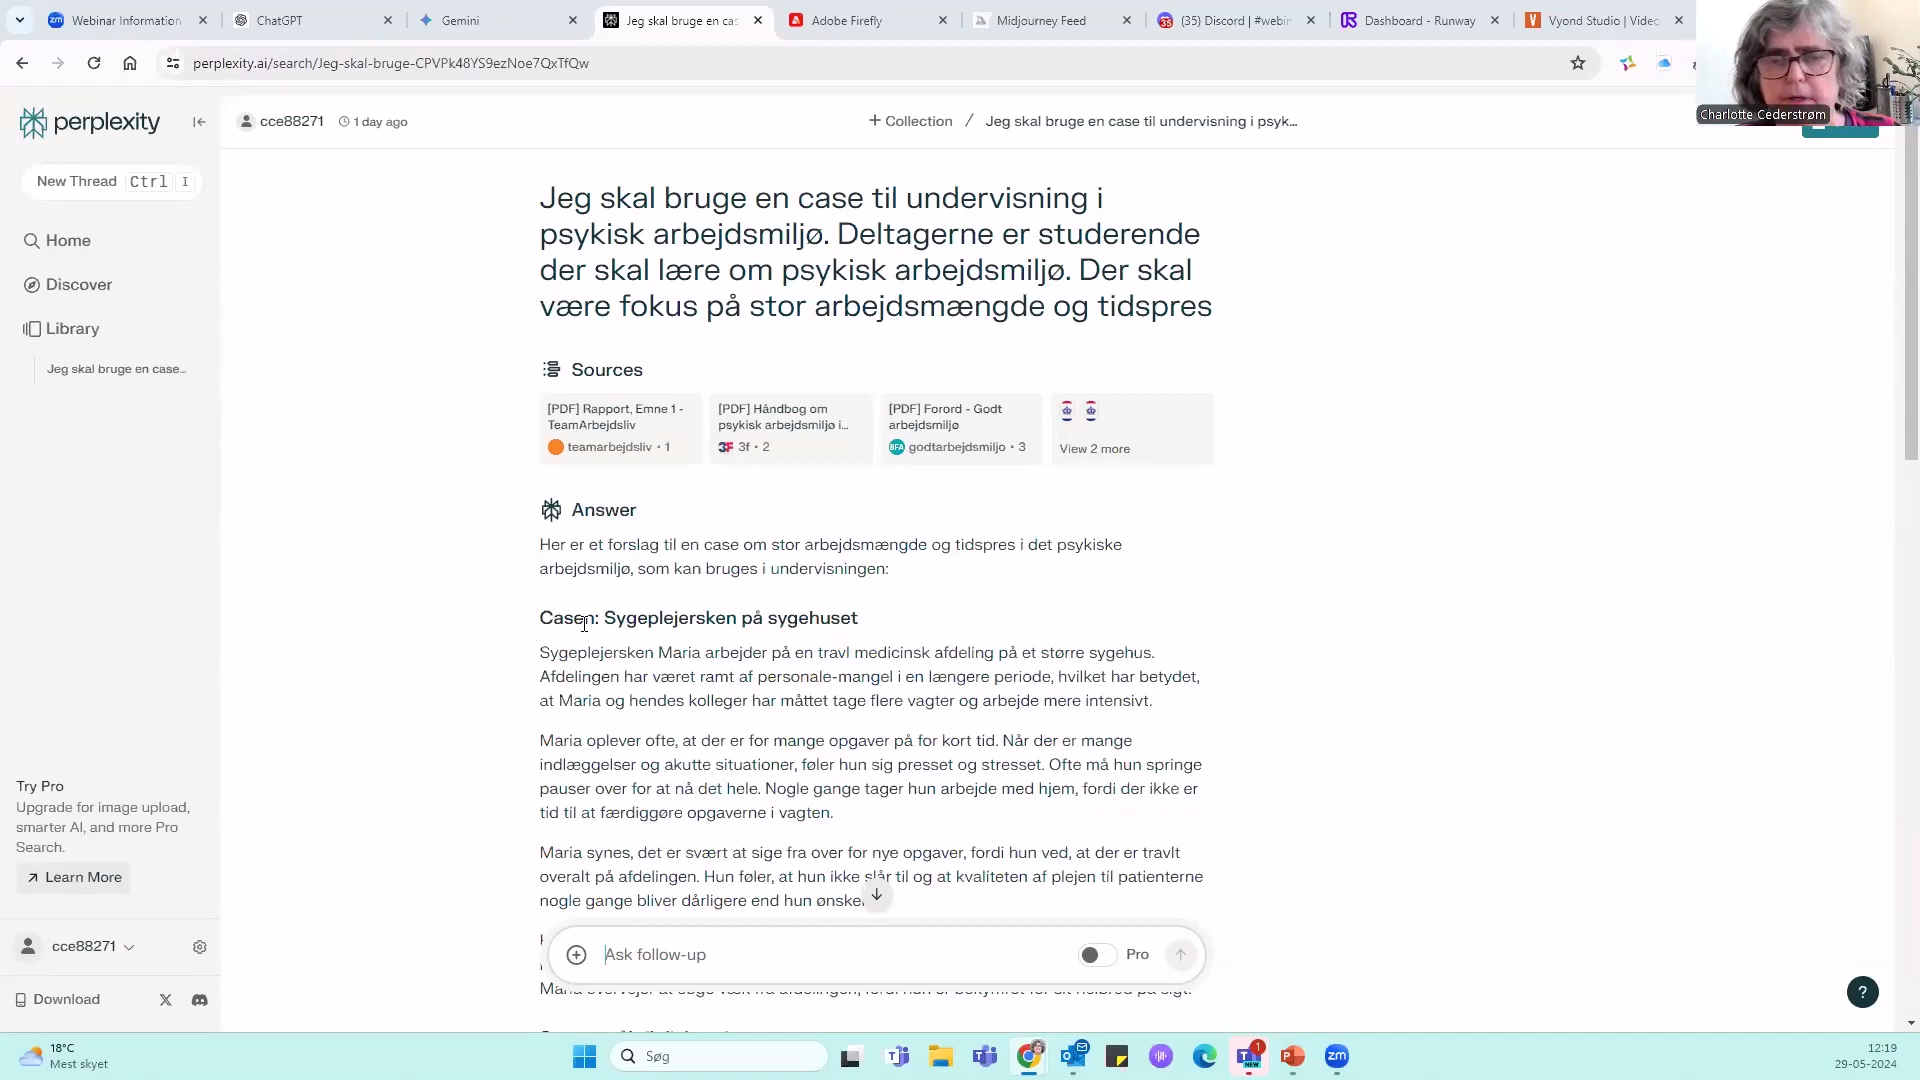 Webinar Information
ChatGPT
Gemini
Jeg skal bruge en cas
Adobe Firefly
Midjourney Feed
(35) Discord | #webin
Dashboard - Runway
Vyond Studio | Video
perplexity.ai/search/Jeg-skal-bruge-CPVPk48YS9ezNoe7QxTfQw
Charlotte Cederstrøm
perplexity
cce88271
1 day ago
Collection / Jeg skal bruge en case til undervisning i psyk...
New Thread Ctrl I
Home
Discover
Library
Jeg skal bruge en case...
Jeg skal bruge en case til undervisning i
psykisk arbejdsmiljø. Deltagerne er studerende
der skal lære om psykisk arbejdsmiljø. Der skal
være fokus på stor arbejdsmængde og tidspres
Sources
[PDF] Rapport, Emne 1 -
TeamArbejdsliv
teamarbejdsliv · 1
[PDF] Håndbog om
psykisk arbejdsmiljø i...
3F 3f · 2
[PDF] Forord - Godt
arbejdsmiljø
BFA godtarbejdsmiljo · 3
View 2 more
Answer
Her er et forslag til en case om stor arbejdsmængde og tidspres i det psykiske
arbejdsmiljø, som kan bruges i undervisningen:
Casen: Sygeplejersken på sygehuset
Sygeplejersken Maria arbejder på en travl medicinsk afdeling på et større sygehus.
Afdelingen har været ramt af personale-mangel i en længere periode, hvilket har betydet,
at Maria og hendes kolleger har måttet tage flere vagter og arbejde mere intensivt.
Maria oplever ofte, at der er for mange opgaver på for kort tid. Når der er mange
indlæggelser og akutte situationer, føler hun sig presset og stresset. Ofte må hun springe
pauser over for at nå det hele. Nogle gange tager hun arbejde med hjem, fordi der ikke er
tid til at færdiggøre opgaverne i vagten.
Maria synes, det er svært at sige fra over for nye opgaver, fordi hun ved, at der er travlt
overalt på afdelingen. Hun føler, at hun ikke slår til og at kvaliteten af plejen til patienterne
nogle gange bliver dårligere end hun ønske
Ask follow-up
Pro
Try Pro
Upgrade for image upload,
smarter AI, and more Pro
Search.
Learn More
cce88271
Download
?
18°C
Mest skyet
Søg
NEW
1
zm
12:19
29-05-2024